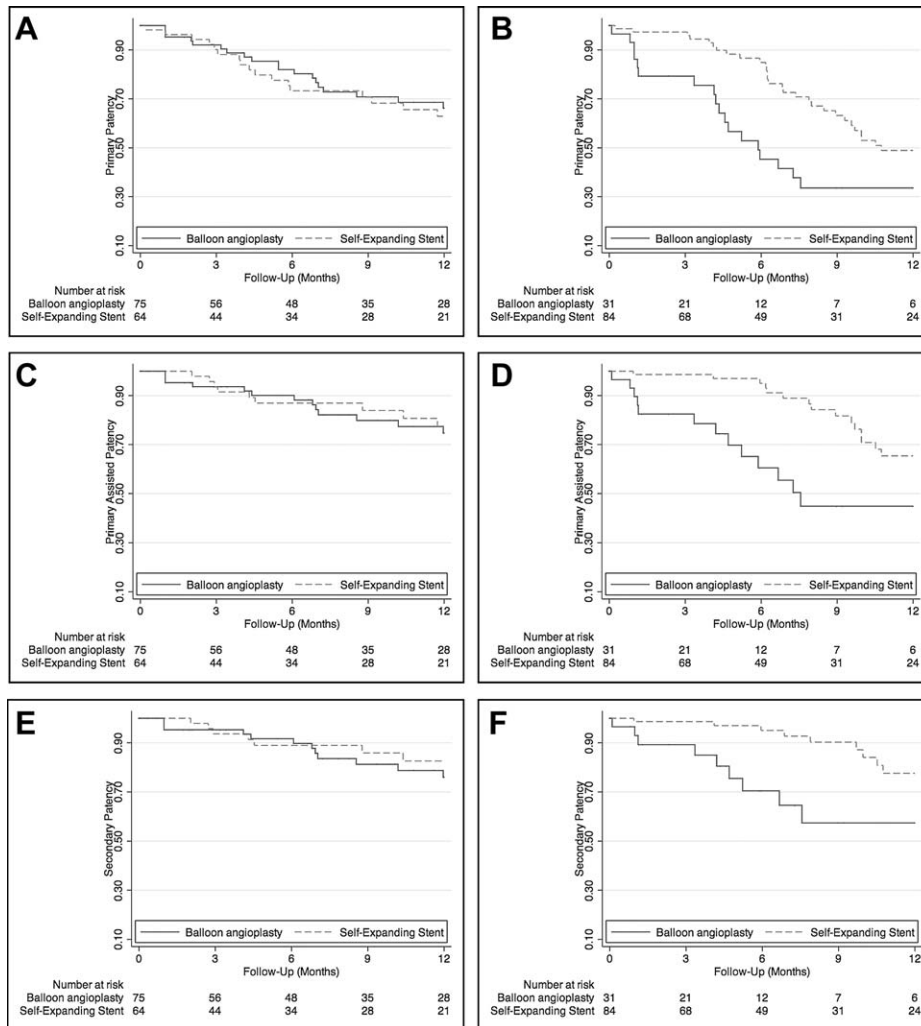 A
Primary Patency
0.90
0.70
0.50
0.30
0.10
Balloon angioplasty Self-Expanding Stent
0 3 6 9 12
Follow-Up (Months)
Number at risk
Balloon angioplasty 75 56 48 35 28
Self-Expanding Stent 64 44 34 28 21
B
Primary Patency
0.90
0.70
0.50
0.30
0.10
Balloon angioplasty Self-Expanding Stent
0 3 6 9 12
Follow-Up (Months)
Number at risk
Balloon angioplasty 31 21 12 7 6
Self-Expanding Stent 84 68 49 31 24
C
Primary Assisted Patency
0.90
0.70
0.50
0.30
0.10
Balloon angioplasty Self-Expanding Stent
0 3 6 9 12
Follow-Up (Months)
Number at risk
Balloon angioplasty 75 56 48 35 28
Self-Expanding Stent 64 44 34 28 21
D
Primary Assisted Patency
0.90
0.70
0.50
0.30
0.10
Balloon angioplasty Self-Expanding Stent
0 3 6 9 12
Follow-Up (Months)
Number at risk
Balloon angioplasty 31 21 12 7 6
Self-Expanding Stent 84 68 49 31 24
E
Secondary Patency
0.90
0.70
0.50
0.30
0.10
Balloon angioplasty Self-Expanding Stent
0 3 6 9 12
Follow-Up (Months)
Number at risk
Balloon angioplasty 75 56 48 35 28
Self-Expanding Stent 64 44 34 28 21
F
Secondary Patency
0.90
0.70
0.50
0.30
0.10
Balloon angioplasty Self-Expanding Stent
0 3 6 9 12
Follow-Up (Months)
Number at risk
Balloon angioplasty 31 21 12 7 6
Self-Expanding Stent 84 68 49 31 24